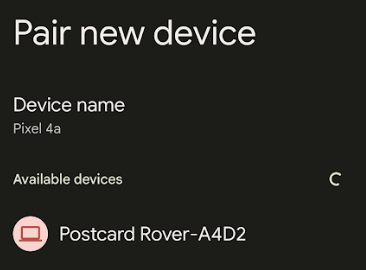 Pair new device
Device name
Pixel 4a
Available devices
Postcard Rover-A4D2